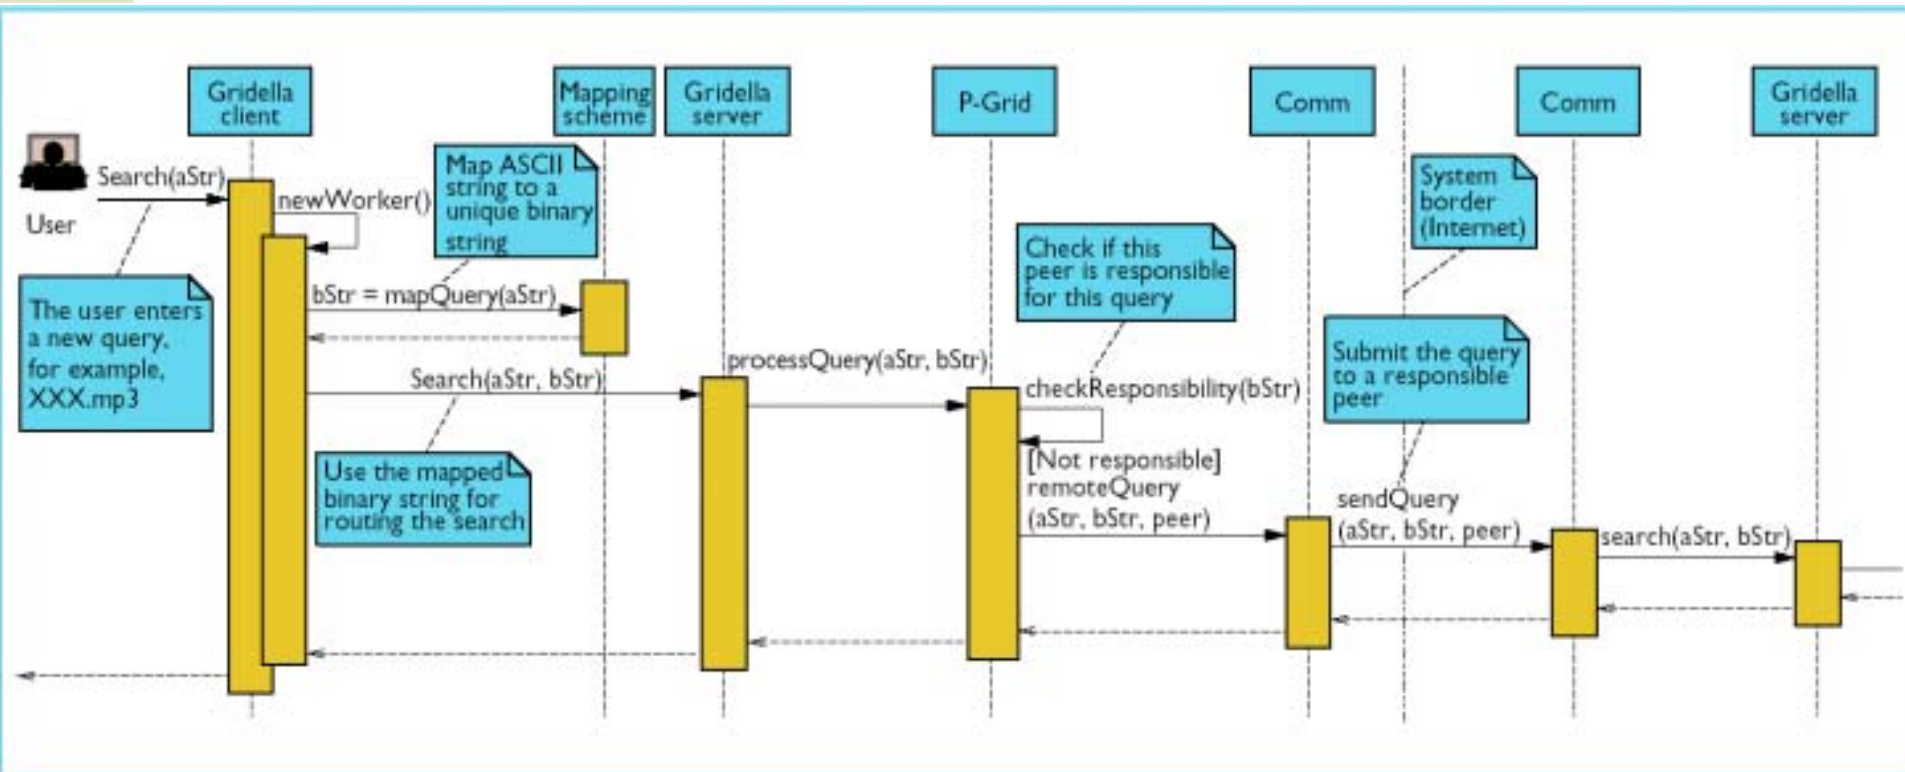 Gridella
client
Mapping
scheme
Gridella
server
P-Grid
Comm
Comm
Gridella
server
User
Search(aStr)
newWorker()
Map ASCII
string to a
unique binary
string
System
border
(Internet)
Check if this
peer is responsible
for this query
The user enters
a new query,
for example,
XXX.mp3
bStr = mapQuery(aStr)
Submit the query
to a responsible
peer
processQuery(aStr, bStr)
Search(aStr, bStr)
checkResponsibility(bStr)
Use the mapped
binary string for
routing the search
[Not responsible]
remoteQuery
(aStr, bStr, peer)
sendQuery
(aStr, bStr, peer)
search(aStr, bStr)